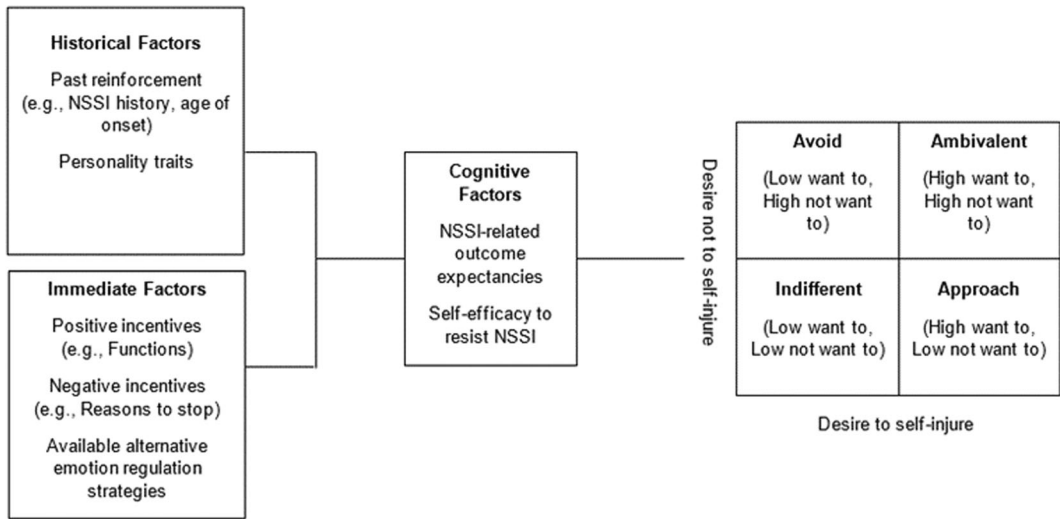 Historical Factors
Past reinforcement
(e.g., NSSI history, age of
onset)
Personality traits
Immediate Factors
Positive incentives
(e.g., Functions)
Negative incentives
(e.g., Reasons to stop)
Available alternative
emotion regulation
strategies
Cognitive
Factors
NSSI-related
outcome
expectancies
Self-efficacy to
resist NSSI
Desire not to self-injure
Avoid
(Low want to,
High not want
to)
Ambivalent
(High want to,
High not want
to)
Indifferent
(Low want to,
Low not want to)
Approach
(High want to,
Low not want to)
Desire to self-injure